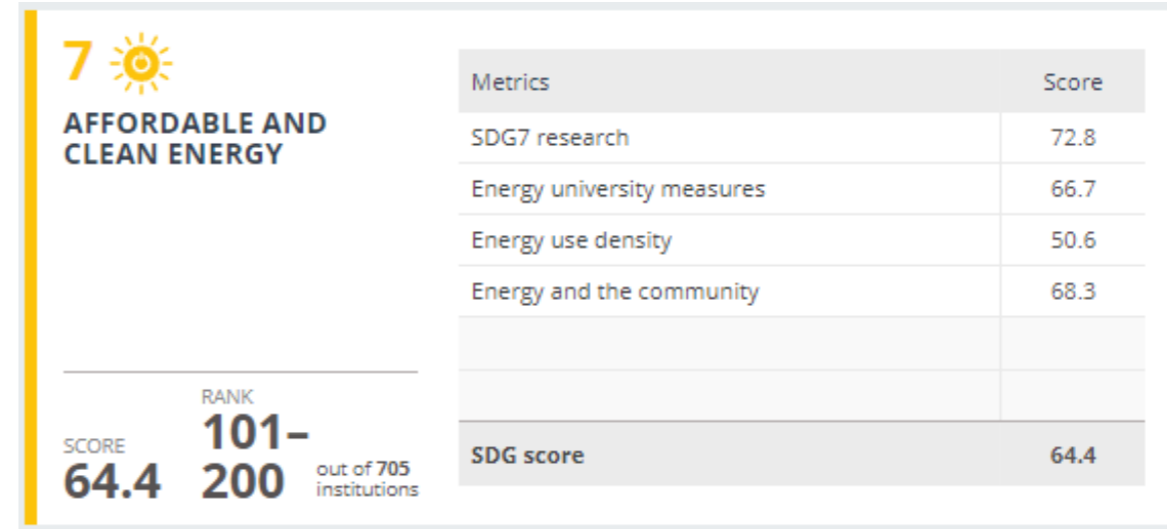 7
AFFORDABLE AND
CLEAN ENERGY
SCORE
64.4
RANK
101–
200
out of 705
institutions
Metrics Score
SDG7 research 72.8
Energy university measures 66.7
Energy use density 50.6
Energy and the community 68.3
SDG score 64.4